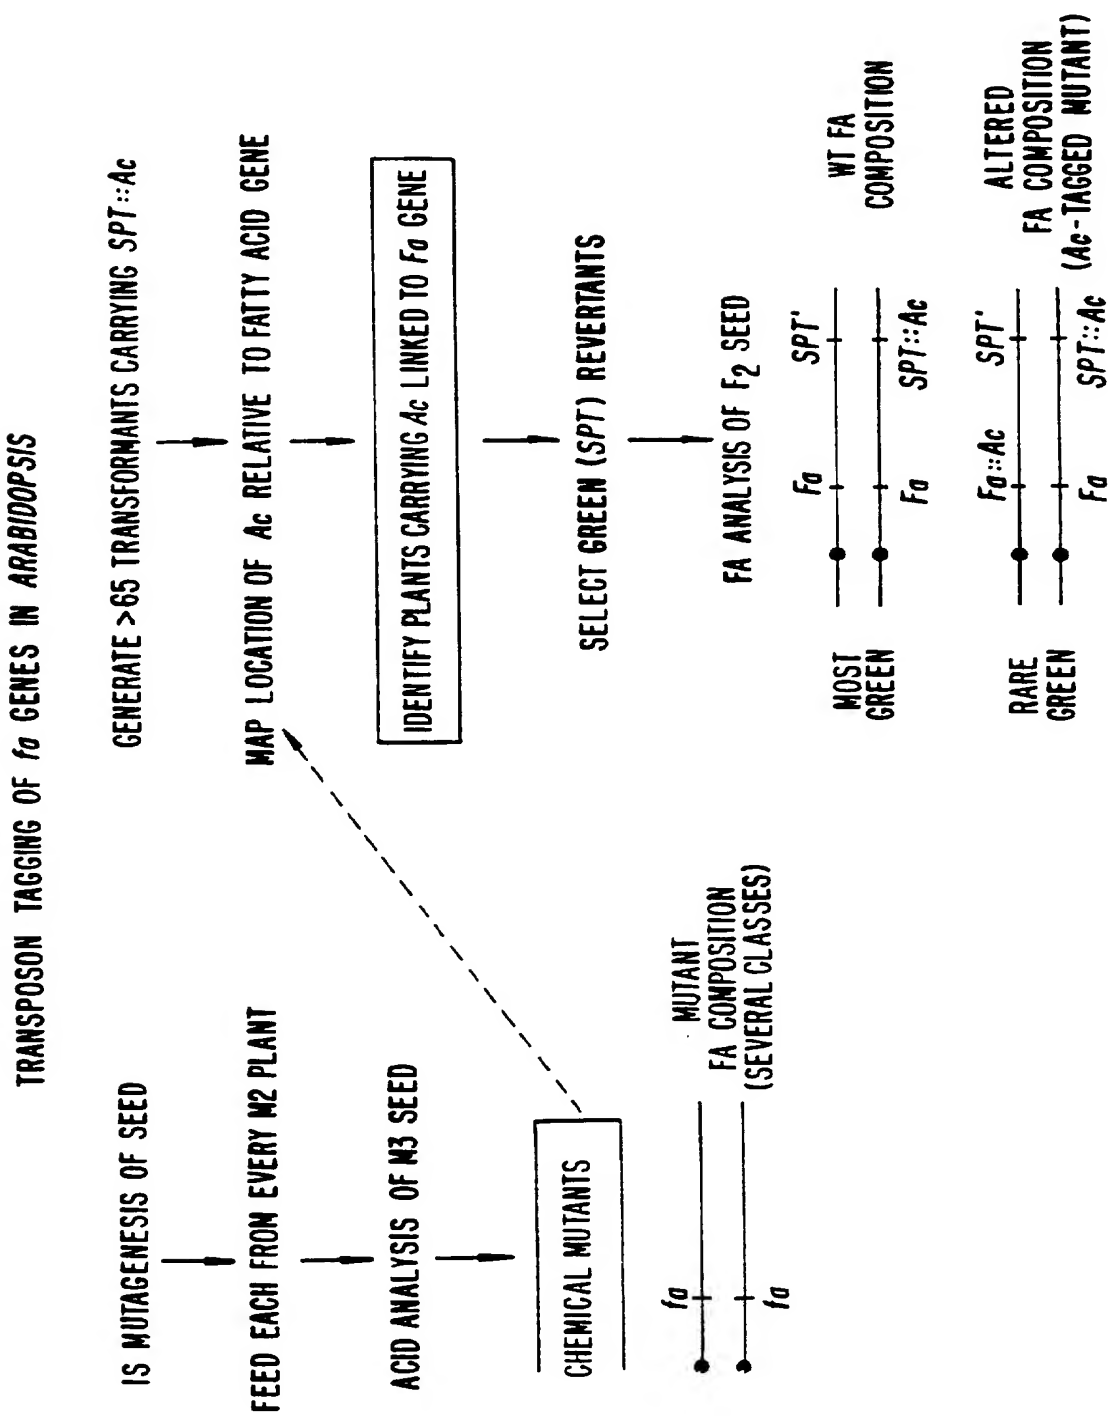 TRANSPOSON TAGGING OF fa GENES IN ARABIDOPSIS
IS MUTAGENESIS OF SEED
FEED EACH FROM EVERY M2 PLANT
ACID ANALYSIS OF M3 SEED
CHEMICAL MUTANTS
fa
fa
MUTANT
FA COMPOSITION
(SEVERAL CLASSES)
GENERATE >65 TRANSFORMANTS CARRYING SPT::Ac
MAP LOCATION OF Ac RELATIVE TO FATTY ACID GENE
IDENTIFY PLANTS CARRYING Ac LINKED TO Fa GENE
SELECT GREEN (SPT) REVERTANTS
FA ANALYSIS OF F2 SEED
MOST
GREEN
Fa SPT'
Fa SPT::Ac
WT FA
COMPOSITION
RARE
GREEN
Fa::Ac SPT'
Fa SPT::Ac
ALTERED
FA COMPOSITION
(Ac-TAGGED MUTANT)